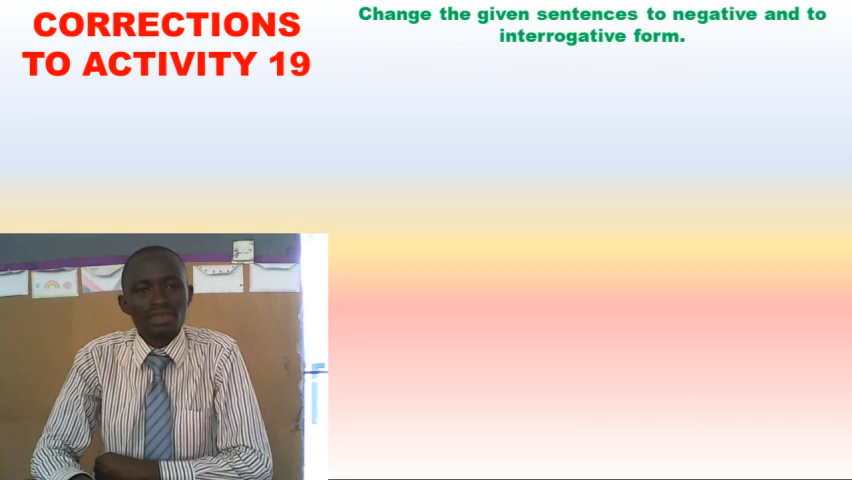 CORRECTIONS
TO ACTIVITY 19
Change the given sentences to negative and to
interrogative form.